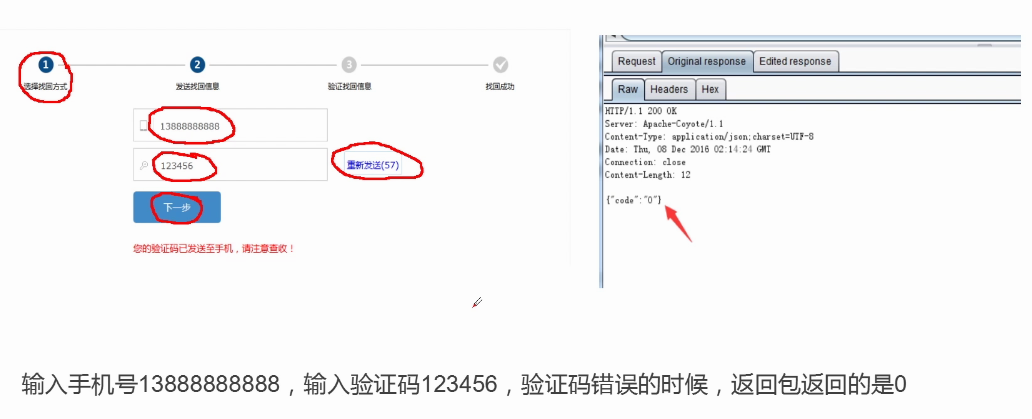 1 2 3
选择找回方式 发送找回信息 验证找回信息 找回成功
13888888888
123456 重新发送(57)
下一步
您的验证码已发送至手机，请注意查收！
Request Original response Edited response
Raw Headers Hex
HTTP/1.1 200 OK
Server: Apache-Coyote/1.1
Content-Type: application/json;charset=UTF-8
Date: Thu, 08 Dec 2016 02:14:24 GMT
Connection: close
Content-Length: 12
{"code":"0"}
输入手机号13888888888，输入验证码123456，验证码错误的时候，返回包返回的是0